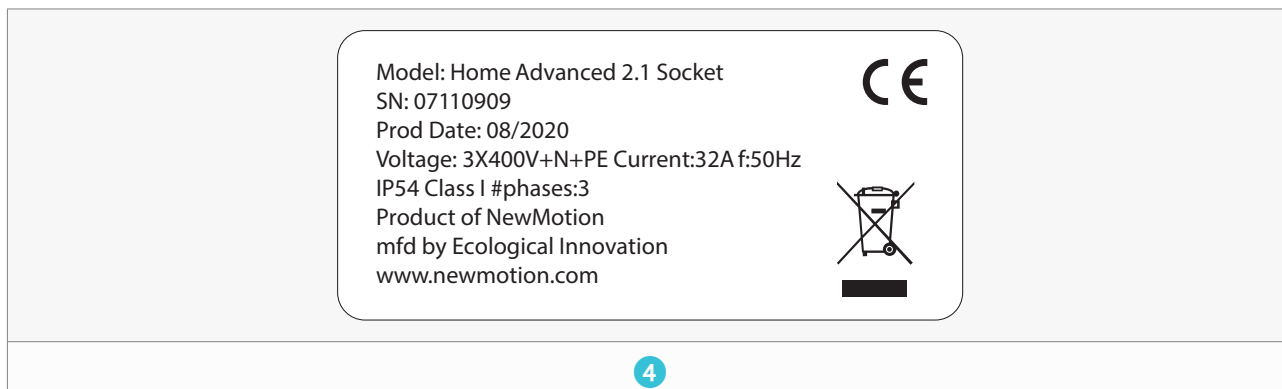 Model: Home Advanced 2.1 Socket
SN: 07110909
Prod Date: 08/2020
Voltage: 3X400V+N+PE Current:32A f:50Hz
IP54 Class I #phases:3
Product of NewMotion
mfd by Ecological Innovation
www.newmotion.com
CE
4